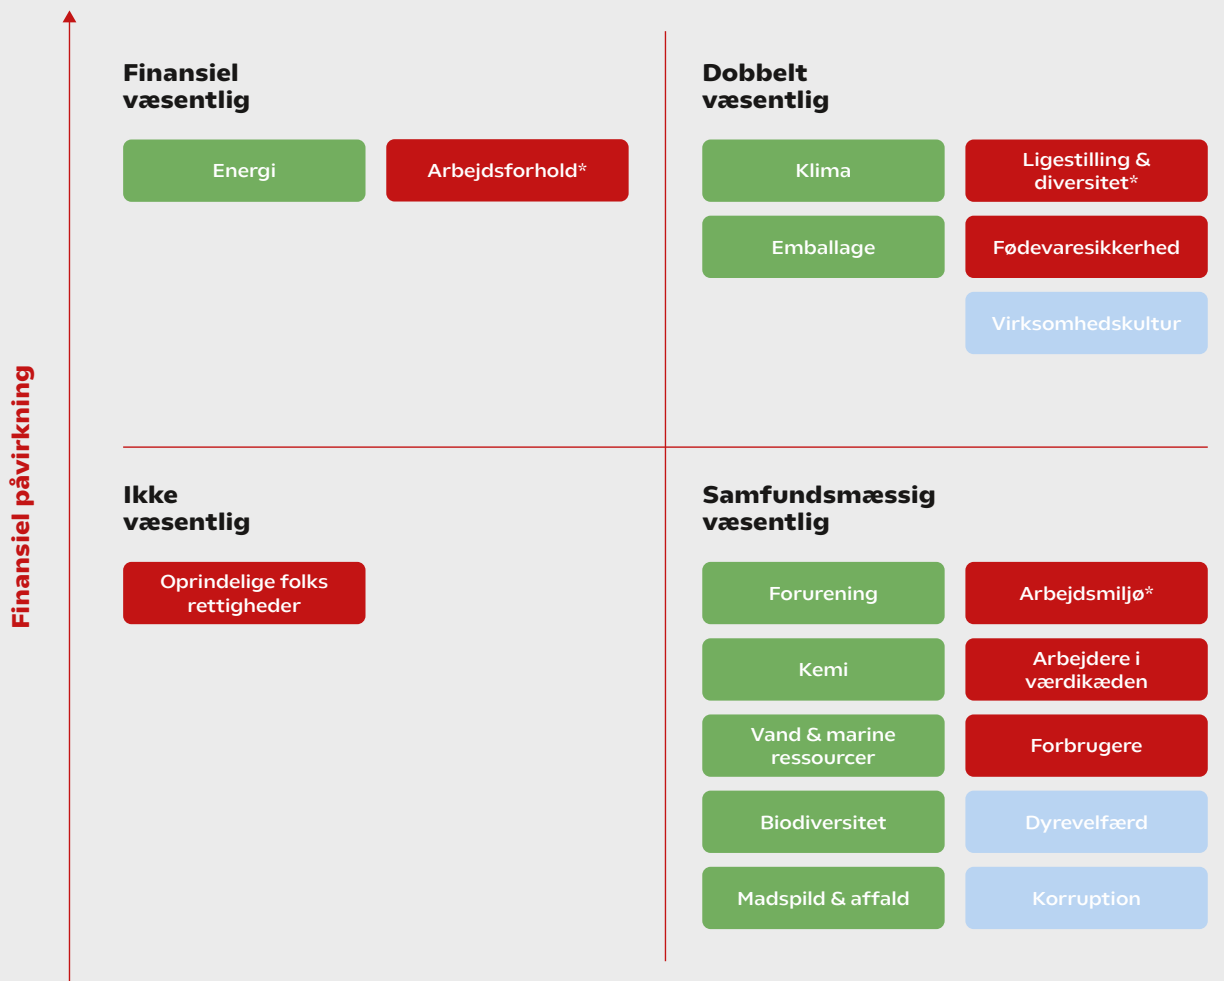 Finansiel påvirkning
Finansiel
væsentlig
Energi
Arbejdsforhold*
Dobbelt
væsentlig
Klima
Ligestilling &
diversitet*
Emballage
Fødevaresikkerhed
Virksomhedskultur
Ikke
væsentlig
Oprindelige folks
rettigheder
Samfundsmæssig
væsentlig
Forurening
Arbejdsmiljø*
Kemi
Arbejdere i
værdikæden
Vand & marine
ressourcer
Forbrugere
Biodiversitet
Dyrevelfærd
Madspild & affald
Korruption